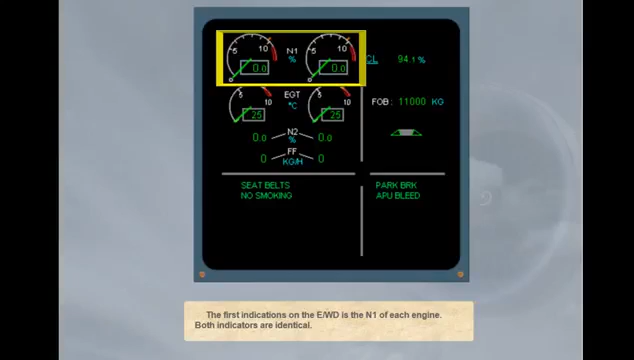 5 10 N1 5 10
0.0 % 0.0
CL 94.1%
5 10 EGT 5 10
25 °C 25
FOB: 11000 KG
0.0 N2 0.0
%
0 FF 0
KG/H
SEAT BELTS
NO SMOKING
PARK BRK
APU BLEED
The first indications on the E/WD is the N1 of each engine.
Both indicators are identical.